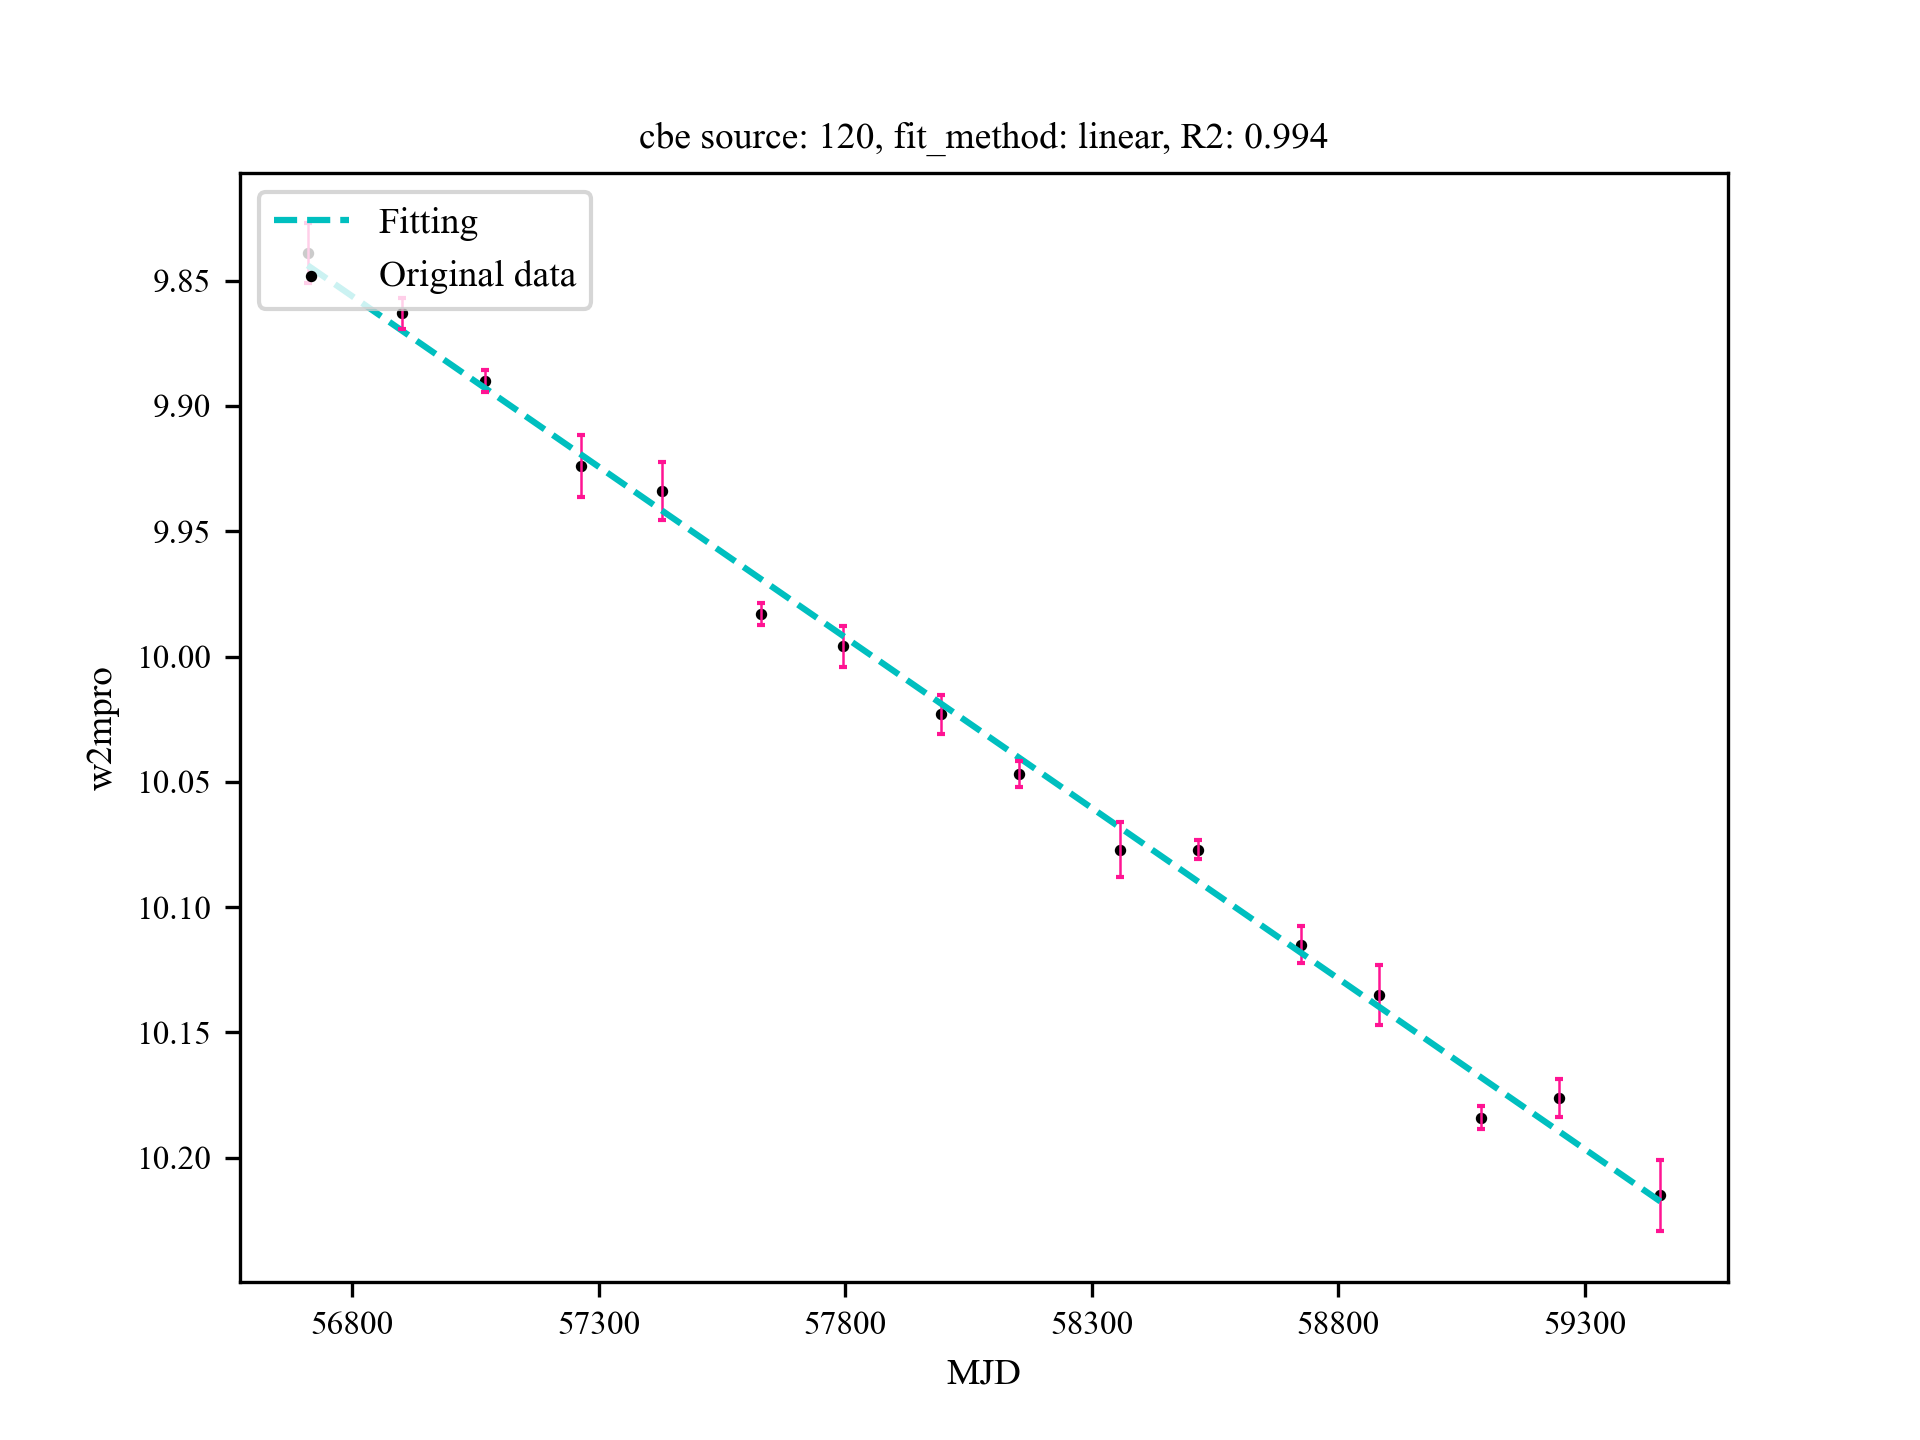 cbe source: 120, fit_method: linear, R2: 0.994
Fitting
Original data
9.85
9.90
9.95
10.00
10.05
10.10
10.15
10.20
w2mpro
56800 57300 57800 58300 58800 59300
MJD